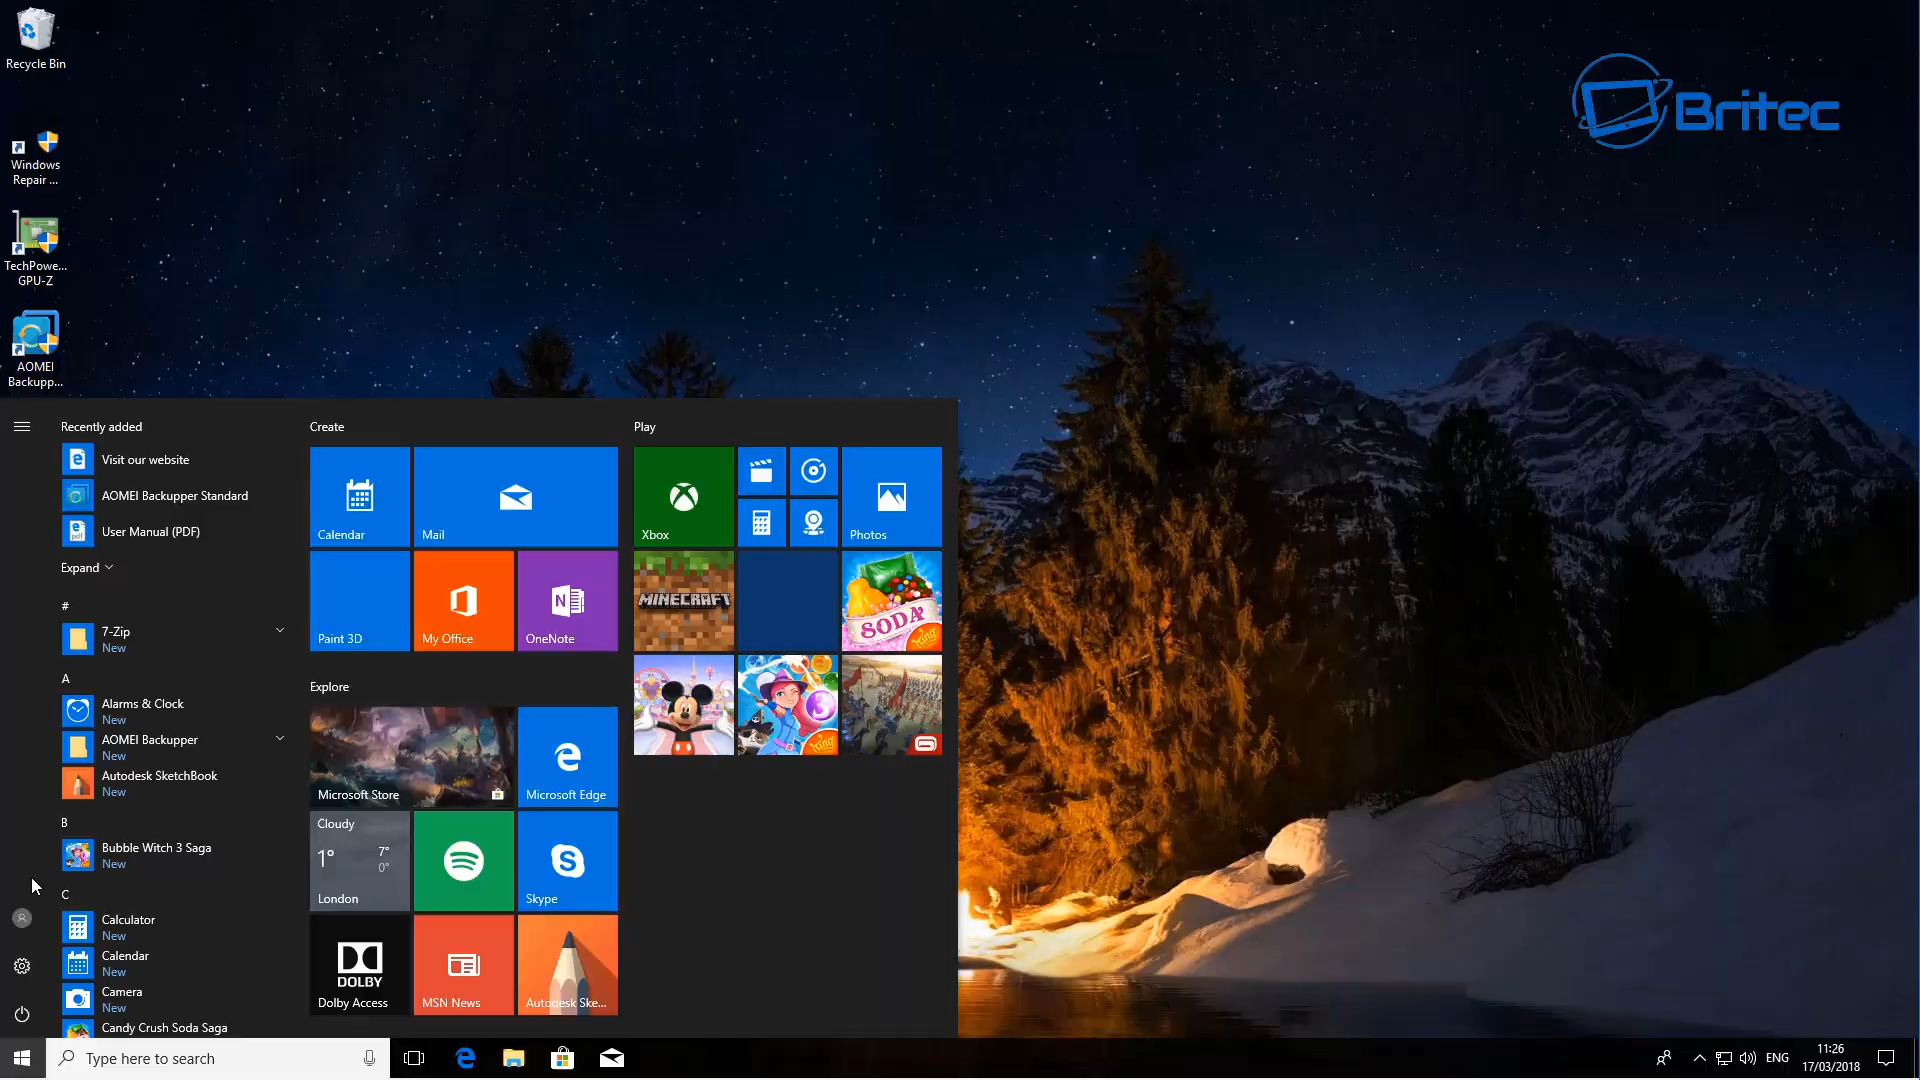 Recycle Bin
Windows
Repair ...
TechPowe...
GPU-Z
AOMEI
Backupp...
Britec
Recently added
Visit our website
AOMEI Backupper Standard
User Manual (PDF)
Expand
#
7-Zip
New
A
Alarms & Clock
New
AOMEI Backupper
New
Autodesk SketchBook
New
B
Bubble Witch 3 Saga
New
C
Calculator
New
Calendar
New
Camera
New
Candy Crush Soda Saga
Create
Calendar
Mail
Paint 3D
My Office
OneNote
Explore
Microsoft Store
Microsoft Edge
Cloudy
1°
7°
0°
London
Skype
DOLBY
Dolby Access
MSN News
Autodesk Ske...
Play
Xbox
Photos
MINECRAFT
SODA
King
3
King
Type here to search
ENG
11:26
17/03/2018